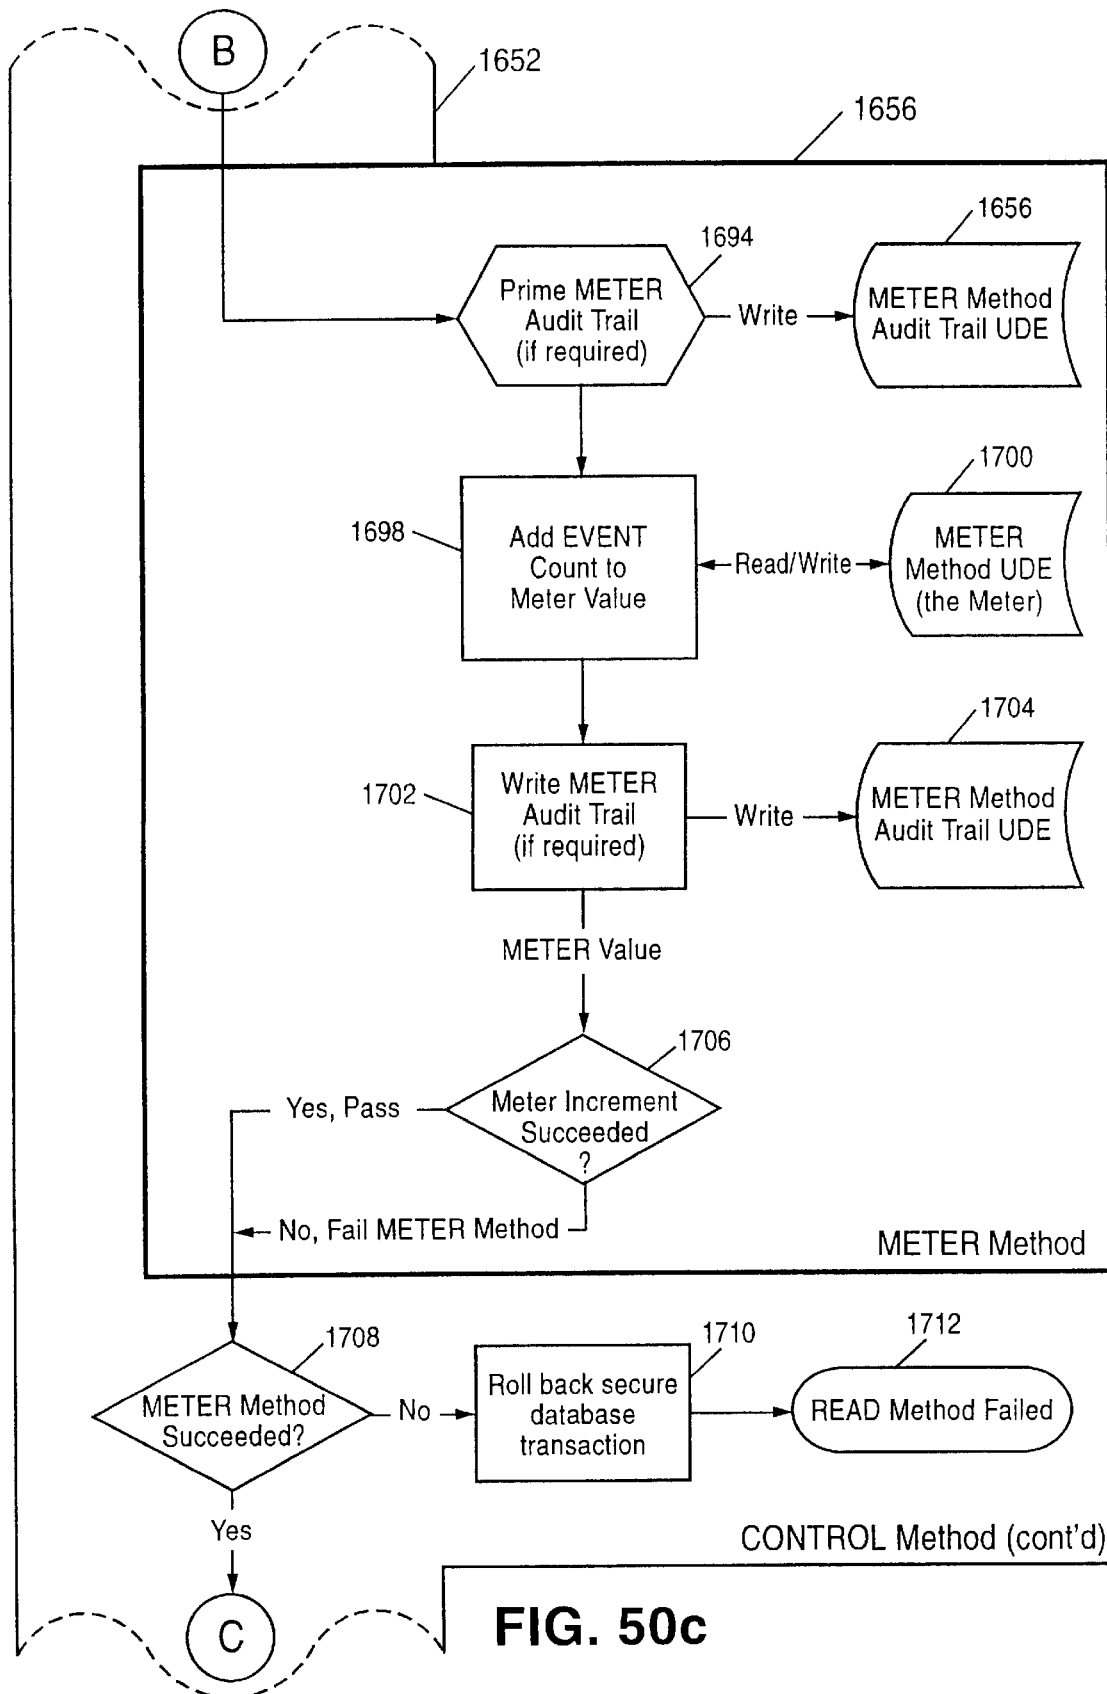 B
1652
1656
1656
1694
Prime METER
Audit Trail
(if required)
Write
METER Method
Audit Trail UDE
1700
1698
Add EVENT
Count to
Meter Value
Read/Write
METER
Method UDE
(the Meter)
1704
1702
Write METER
Audit Trail
(if required)
Write
METER Method
Audit Trail UDE
METER Value
1706
Meter Increment
Succeeded
?
Yes, Pass
No, Fail METER Method
METER Method
1708
METER Method
Succeeded?
No
1710
Roll back secure
database
transaction
1712
READ Method Failed
Yes
CONTROL Method (cont'd)
C
FIG. 50c